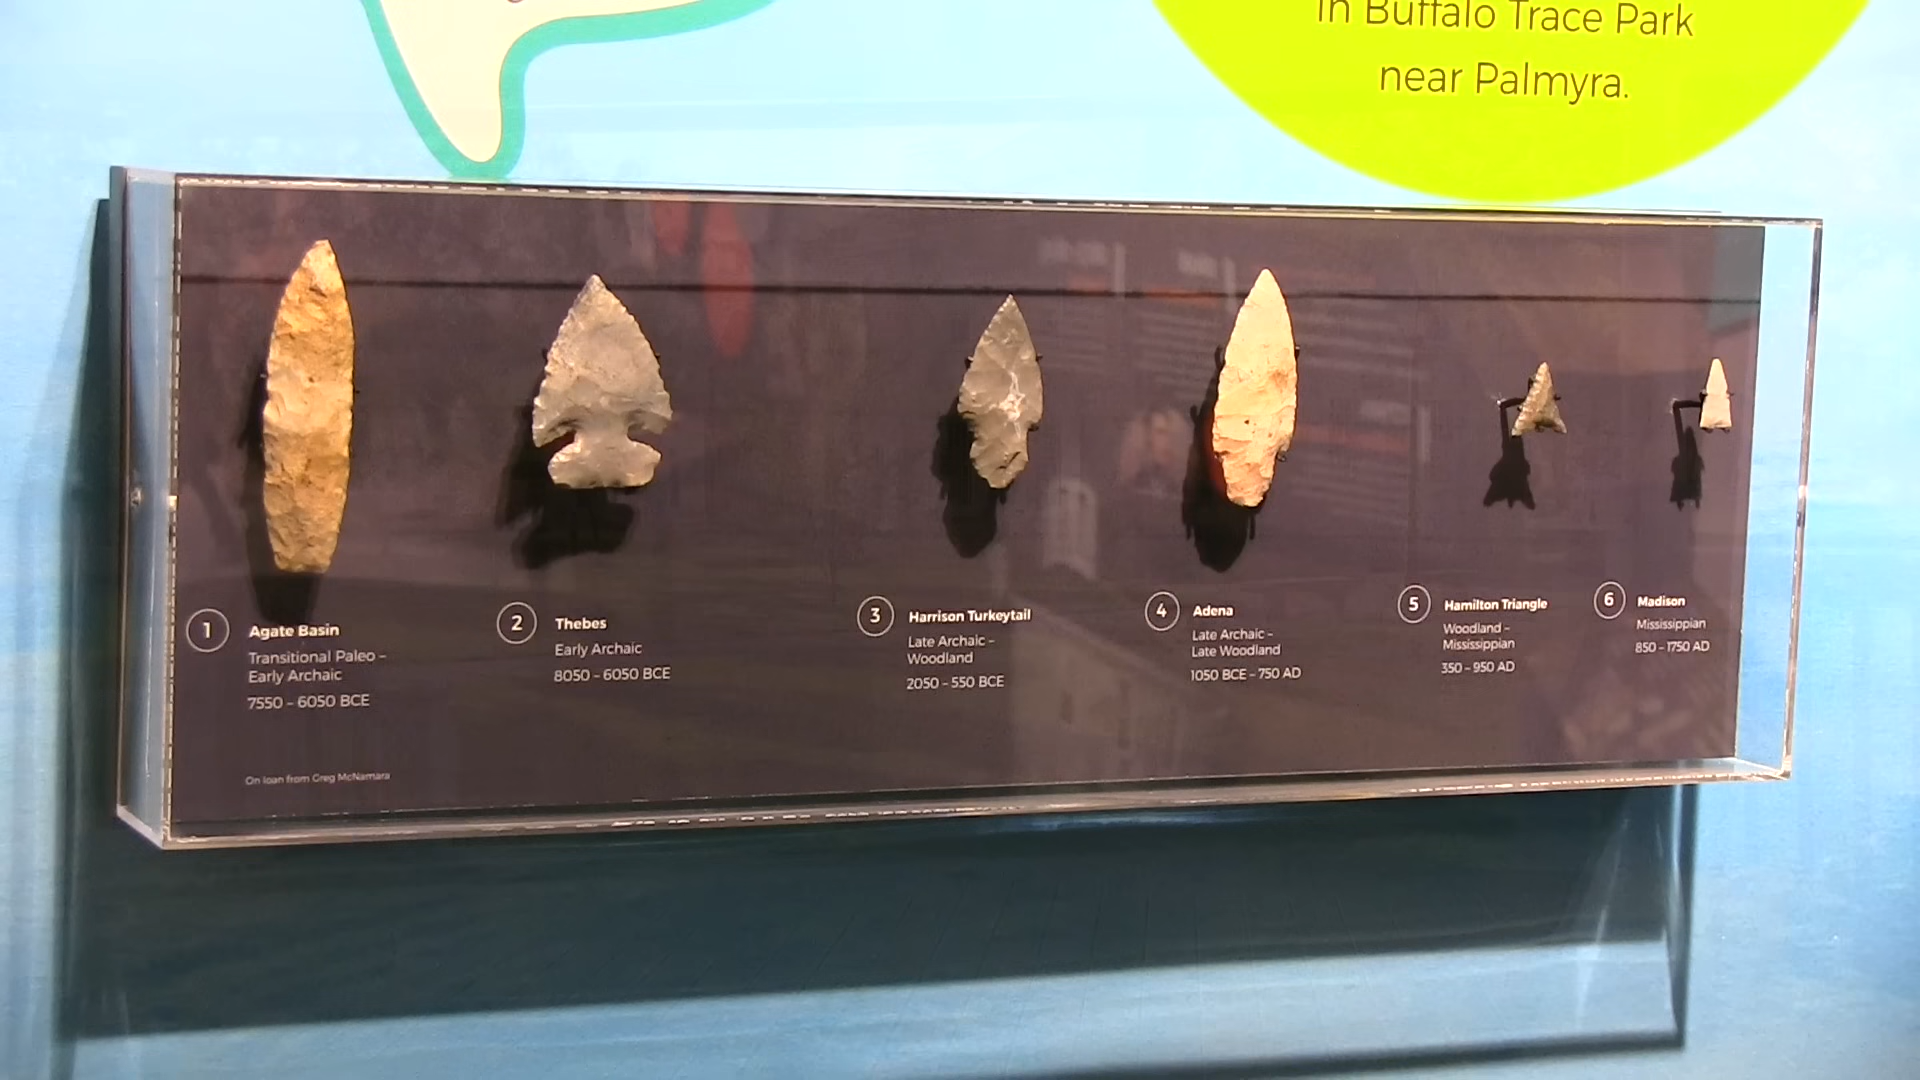 in Buffalo Trace Park
near Palmyra.
1
Agate Basin
Transitional Paleo –
Early Archaic
7550 – 6050 BCE
2
Thebes
Early Archaic
8050 – 6050 BCE
3
Harrison Turkeytail
Late Archaic –
Woodland
2050 – 550 BCE
4
Adena
Late Archaic –
Late Woodland
1050 BCE – 750 AD
5
Hamilton Triangle
Woodland –
Mississippian
350 – 950 AD
6
Madison
Mississippian
850 – 1750 AD
On loan from Greg McNamara